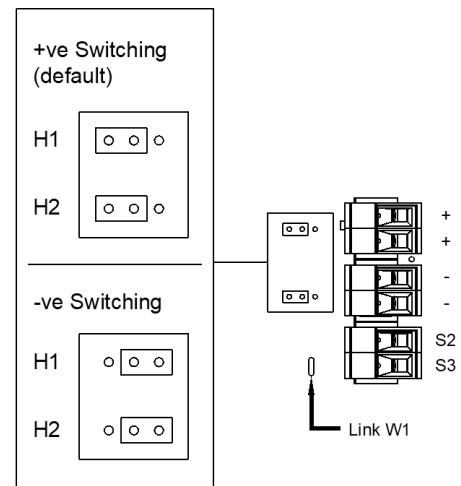 +ve Switching
(default)
H1
H2
-ve Switching
H1
H2
+
+
-
-
S2
S3
Link W1